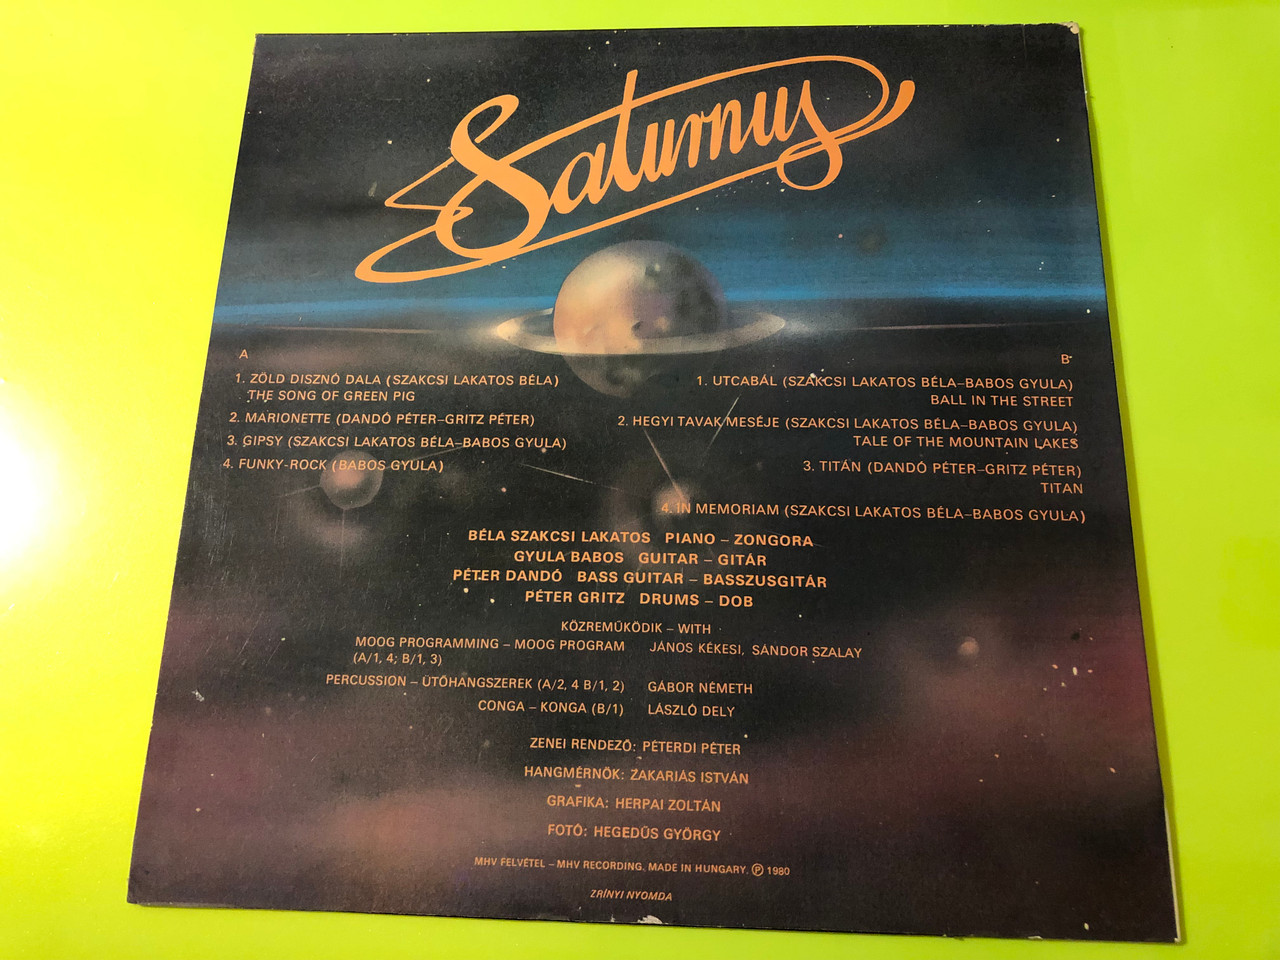 Saturnus
A
1. ZÖLD DISZNÓ DALA (SZAKCSI LAKATOS BÉLA)
THE SONG OF GREEN PIG
2. MARIONETTE (DANDÓ PÉTER–GRITZ PÉTER)
3. GIPSY (SZAKCSI LAKATOS BÉLA–BABOS GYULA)
4. FUNKY-ROCK (BABOS GYULA)
B
1. UTCABÁL (SZAKCSI LAKATOS BÉLA–BABOS GYULA)
BALL IN THE STREET
2. HEGYI TAVAK MESÉJE (SZAKCSI LAKATOS BÉLA–BABOS GYULA)
TALE OF THE MOUNTAIN LAKES
3. TITÁN (DANDÓ PÉTER–GRITZ PÉTER)
TITAN
4. IN MEMORIAM (SZAKCSI LAKATOS BÉLA–BABOS GYULA)
BÉLA SZAKCSI LAKATOS PIANO – ZONGORA
GYULA BABOS GUITAR – GITÁR
PÉTER DANDÓ BASS GUITAR – BASSZUSGITÁR
PÉTER GRITZ DRUMS – DOB
KÖZREMŰKÖDIK – WITH
MOOG PROGRAMMING – MOOG PROGRAM JÁNOS KÉKESI, SÁNDOR SZALAY
(A/1, 4; B/1, 3)
PERCUSSION – ÜTŐHANGSZEREK (A/2, 4 B/1, 2) GÁBOR NÉMETH
CONGA – KONGA (B/1) LÁSZLÓ DELY
ZENEI RENDEZŐ: PÉTERDI PÉTER
HANGMÉRNÖK: ZAKARIÁS ISTVÁN
GRAFIKA: HERPAI ZOLTÁN
FOTÓ: HEGEDŰS GYÖRGY
MHV FELVÉTEL – MHV RECORDING. MADE IN HUNGARY. Ⓟ 1980
ZRÍNYI NYOMDA